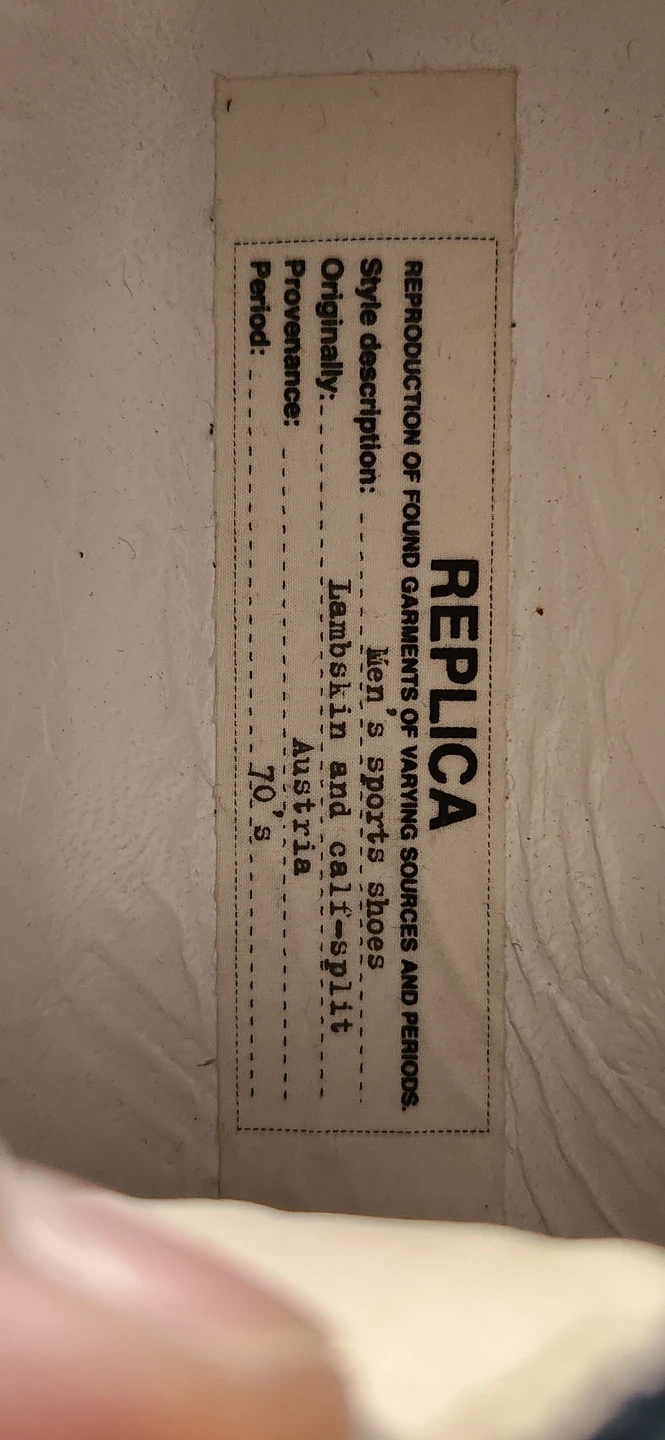 REPLICA
REPRODUCTION OF FOUND GARMENTS OF VARYING SOURCES AND PERIODS.
Style description: Men's sports shoes
Originally: Lambskin and calf-split
Provenance: Austria
Period: 70's